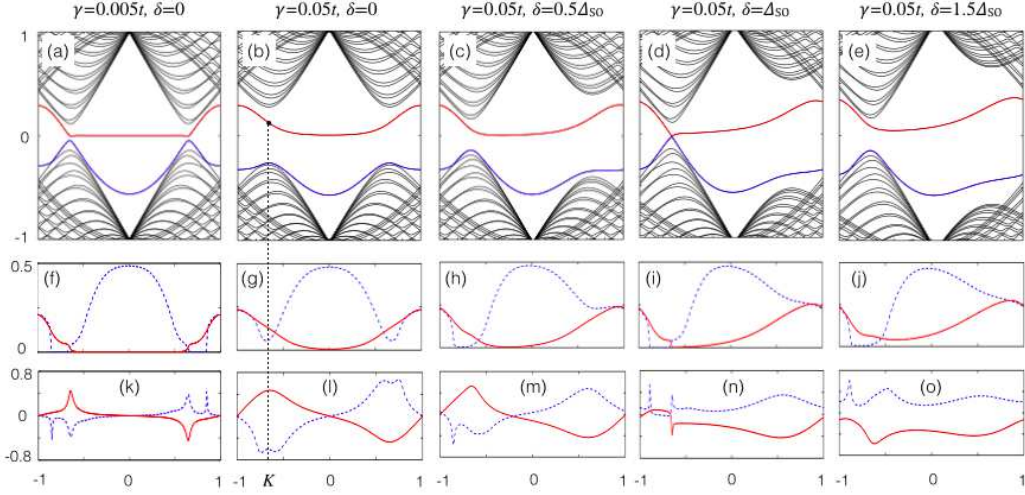 γ=0.005t, δ=0 γ=0.05t, δ=0 γ=0.05t, δ=0.5Δso γ=0.05t, δ=Δso γ=0.05t, δ=1.5Δso
1
(a) (b) (c) (d) (e)
0
-1
0.5
(f) (g) (h) (i) (j)
0
0.8
(k) (l) (m) (n) (o)
0
-0.8
-1 0 1 -1 K 0 1 -1 0 1 -1 0 1 -1 0 1